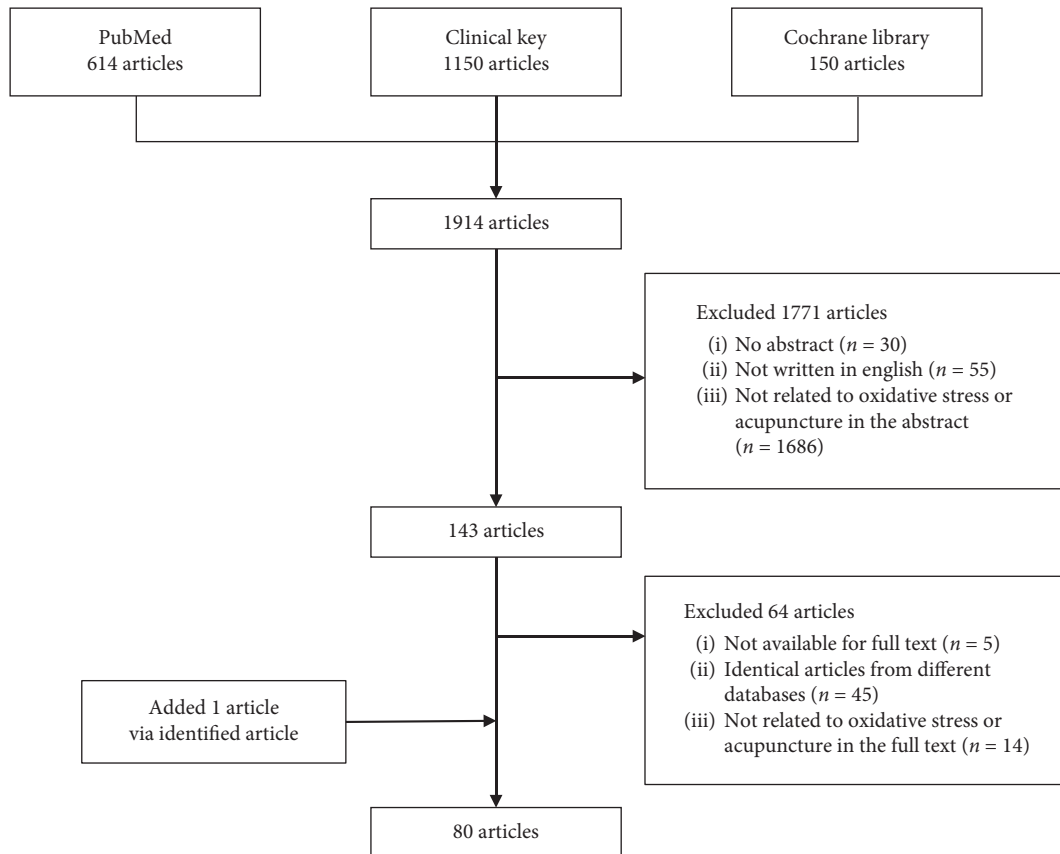 PubMed
614 articles
Clinical key
1150 articles
Cochrane library
150 articles
1914 articles
Excluded 1771 articles
(i) No abstract (n = 30)
(ii) Not written in english (n = 55)
(iii) Not related to oxidative stress or
acupuncture in the abstract
(n = 1686)
143 articles
Excluded 64 articles
(i) Not available for full text (n = 5)
(ii) Identical articles from different
databases (n = 45)
(iii) Not related to oxidative stress or
acupuncture in the full text (n = 14)
Added 1 article
via identified article
80 articles